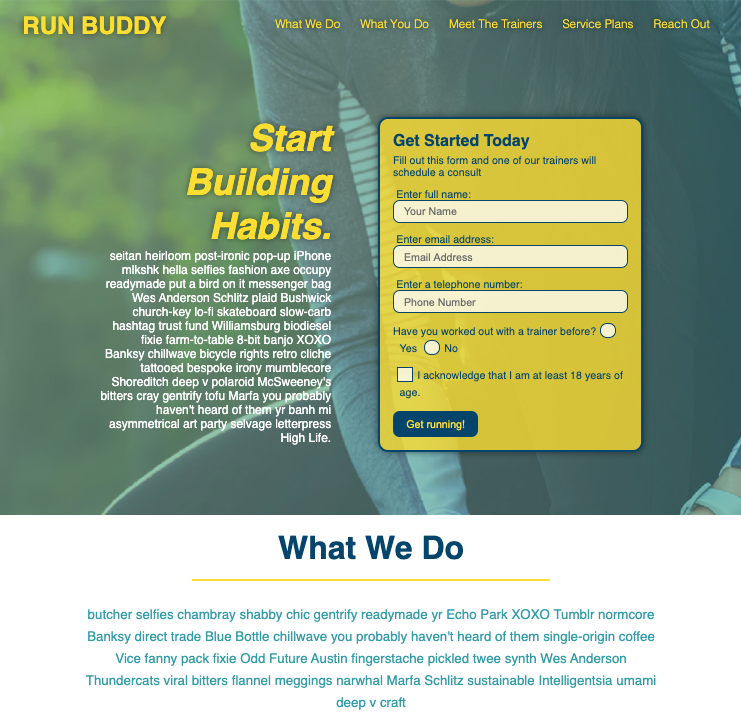 RUN BUDDY
What We Do
What You Do
Meet The Trainers
Service Plans
Reach Out
Start
Building
Habits.
seitan heirloom post-ironic pop-up iPhone
mlkshk hella selfies fashion axe occupy
readymade put a bird on it messenger bag
Wes Anderson Schlitz plaid Bushwick
church-key lo-fi skateboard slow-carb
hashtag trust fund Williamsburg biodiesel
fixie farm-to-table 8-bit banjo XOXO
Banksy chillwave bicycle rights retro cliche
tattooed bespoke irony mumblecore
Shoreditch deep v polaroid McSweeney's
bitters cray gentrify tofu Marfa you probably
haven't heard of them yr banh mi
asymmetrical art party selvage letterpress
High Life.
Get Started Today
Fill out this form and one of our trainers will
schedule a consult
Enter full name:
Your Name
Enter email address:
Email Address
Enter a telephone number:
Phone Number
Have you worked out with a trainer before?
Yes No
I acknowledge that I am at least 18 years of
age.
Get running!
What We Do
butcher selfies chambray shabby chic gentrify readymade yr Echo Park XOXO Tumblr normcore
Banksy direct trade Blue Bottle chillwave you probably haven't heard of them single-origin coffee
Vice fanny pack fixie Odd Future Austin fingerstache pickled twee synth Wes Anderson
Thundercats viral bitters flannel meggings narwhal Marfa Schlitz sustainable Intelligentsia umami
deep v craft